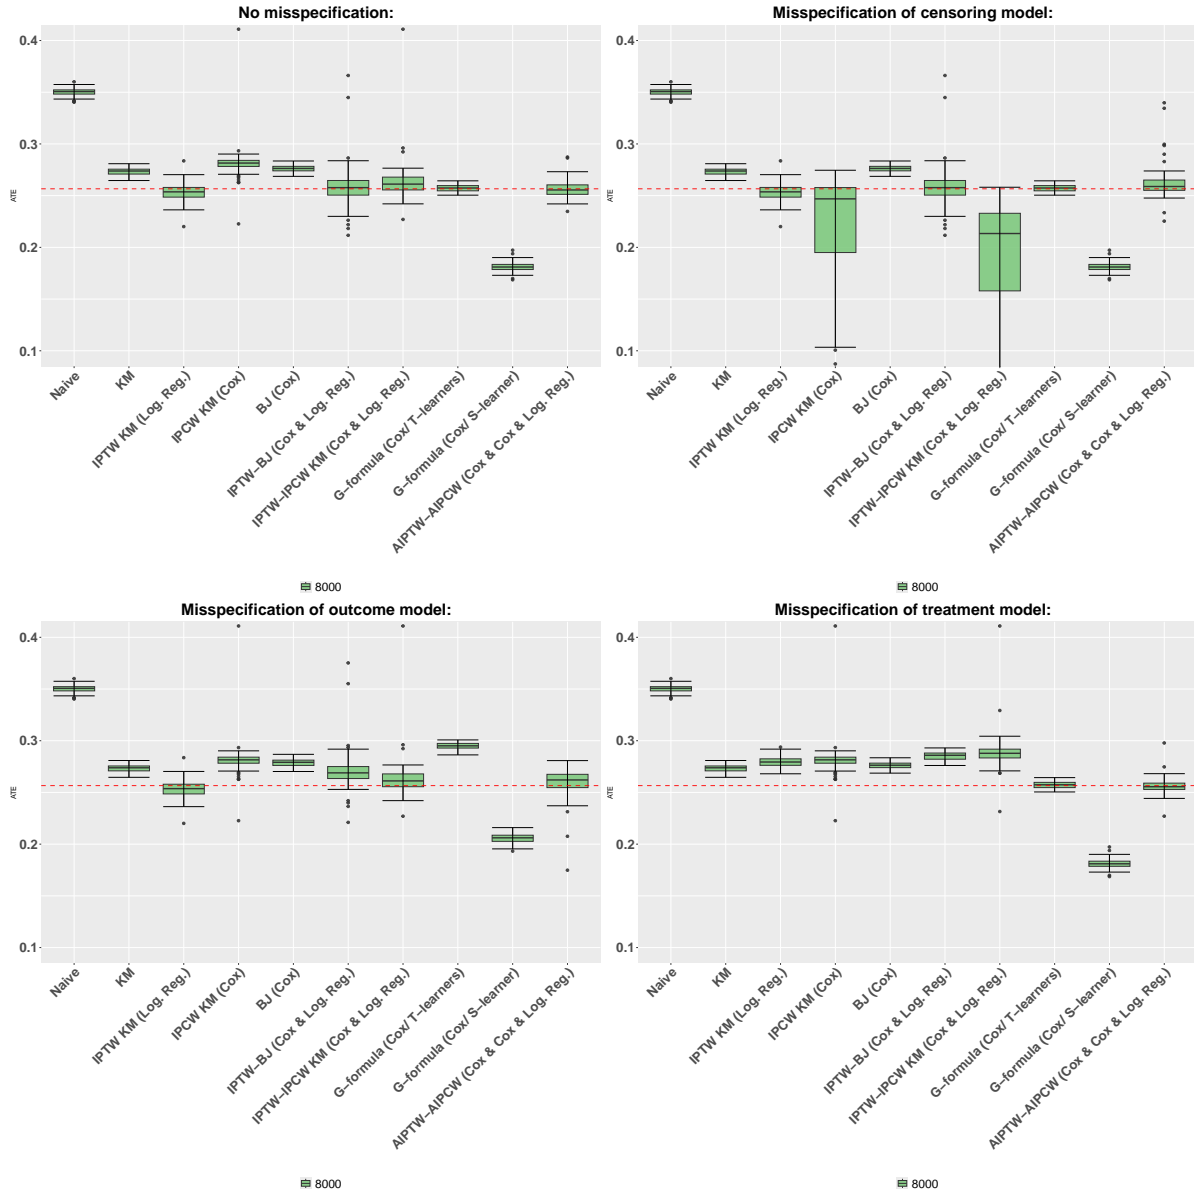 No misspecification:
0.4
0.3
0.2
0.1
ATE
Naive
KM
IPTW KM (Log. Reg.)
IPCW KM (Cox)
BJ (Cox)
IPTW−BJ (Cox & Log. Reg.)
IPTW−IPCW KM (Cox & Log. Reg.)
G−formula (Cox/ T−learners)
G−formula (Cox/ S−learner)
AIPTW−AIPCW (Cox & Cox & Log. Reg.)
8000
Misspecification of censoring model:
0.4
0.3
0.2
0.1
ATE
Naive
KM
IPTW KM (Log. Reg.)
IPCW KM (Cox)
BJ (Cox)
IPTW−BJ (Cox & Log. Reg.)
IPTW−IPCW KM (Cox & Log. Reg.)
G−formula (Cox/ T−learners)
G−formula (Cox/ S−learner)
AIPTW−AIPCW (Cox & Cox & Log. Reg.)
8000
Misspecification of outcome model:
0.4
0.3
0.2
0.1
ATE
Naive
KM
IPTW KM (Log. Reg.)
IPCW KM (Cox)
BJ (Cox)
IPTW−BJ (Cox & Log. Reg.)
IPTW−IPCW KM (Cox & Log. Reg.)
G−formula (Cox/ T−learners)
G−formula (Cox/ S−learner)
AIPTW−AIPCW (Cox & Cox & Log. Reg.)
8000
Misspecification of treatment model:
0.4
0.3
0.2
0.1
ATE
Naive
KM
IPTW KM (Log. Reg.)
IPCW KM (Cox)
BJ (Cox)
IPTW−BJ (Cox & Log. Reg.)
IPTW−IPCW KM (Cox & Log. Reg.)
G−formula (Cox/ T−learners)
G−formula (Cox/ S−learner)
AIPTW−AIPCW (Cox & Cox & Log. Reg.)
8000